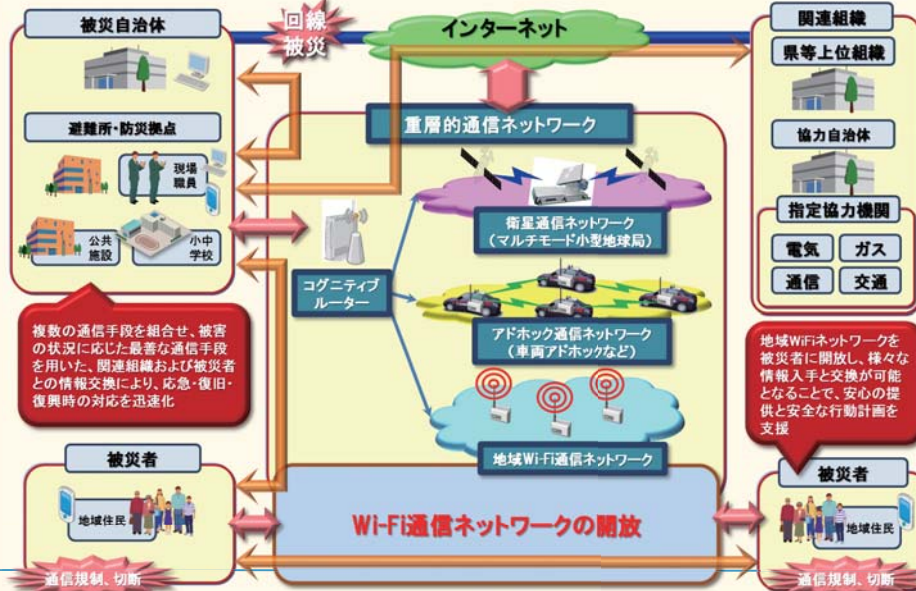 被災自治体
避難所・防災拠点
現場
職員
公共
施設
小中
学校
複数の通信手段を組合せ、被害
の状況に応じた最善な通信手段
を用いた、関連組織および被災者
との情報交換により、応急・復旧・
復興時の対応を迅速化
被災者
地域住民
通信規制、切断
回線
被災
インターネット
重層的通信ネットワーク
衛星通信ネットワーク
(マルチモード小型地球局)
コグニティブ
ルーター
アドホック通信ネットワーク
(車両アドホックなど)
地域Wi-Fi通信ネットワーク
Wi-Fi通信ネットワークの開放
関連組織
県等上位組織
協力自治体
指定協力機関
電気
ガス
通信
交通
地域WiFiネットワークを
被災者に開放し、様々な
情報入手と交換が可能
となることで、安心の提
供と安全な行動計画を
支援
被災者
地域住民
通信規制、切断